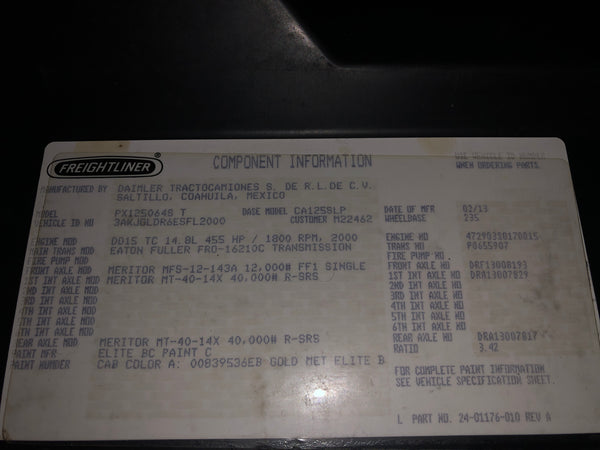 FREIGHTLINER®
COMPONENT INFORMATION
USE VEHICLE ID NUMBER
WHEN ORDERING PARTS.
MANUFACTURED BY DAIMLER TRACTOCAMIONES S. DE R.L.DE C.V.
SALTILLO, COAHUILA, MEXICO
MODEL PX125064S T BASE MODEL CA125SLP DATE OF MFR 02/13
VEHICLE ID NO 3AKJGLDR6ESFL2000 CUSTOMER M22462 WHEELBASE 235
ENGINE MOD DD15 TC 14.8L 455 HP / 1800 RPM, 2000 ENGINE NO 472903S0170015
MAIN TRANS MOD EATON FULLER FRO-16210C TRANSMISSION TRANS NO P0655907
FIRE PUMP MOD FIRE PUMP NO.
FRONT AXLE MOD MERITOR MFS-12-143A 12,000# FF1 SINGLE FRONT AXLE NO DRF13008193
1ST INT AXLE MOD MERITOR MT-40-14X 40,000# R-SRS 1ST INT AXLE NO DRA13007829
2ND INT AXLE MOD 2ND INT AXLE NO
3RD INT AXLE MOD 3RD INT AXLE NO
4TH INT AXLE MOD 4TH INT AXLE NO
5TH INT AXLE MOD 5TH INT AXLE NO
6TH INT AXLE MOD 6TH INT AXLE NO
REAR AXLE MOD MERITOR MT-40-14X 40,000# R-SRS REAR AXLE NO DRA13007817
PAINT MFR ELITE BC PAINT C RATIO 3.42
PAINT NUMBER CAB COLOR A: 00839536EB GOLD MET ELITE B
FOR COMPLETE PAINT INFORMATION
SEE VEHICLE SPECIFICATION SHEET.
L PART NO. 24-01176-010 REV A